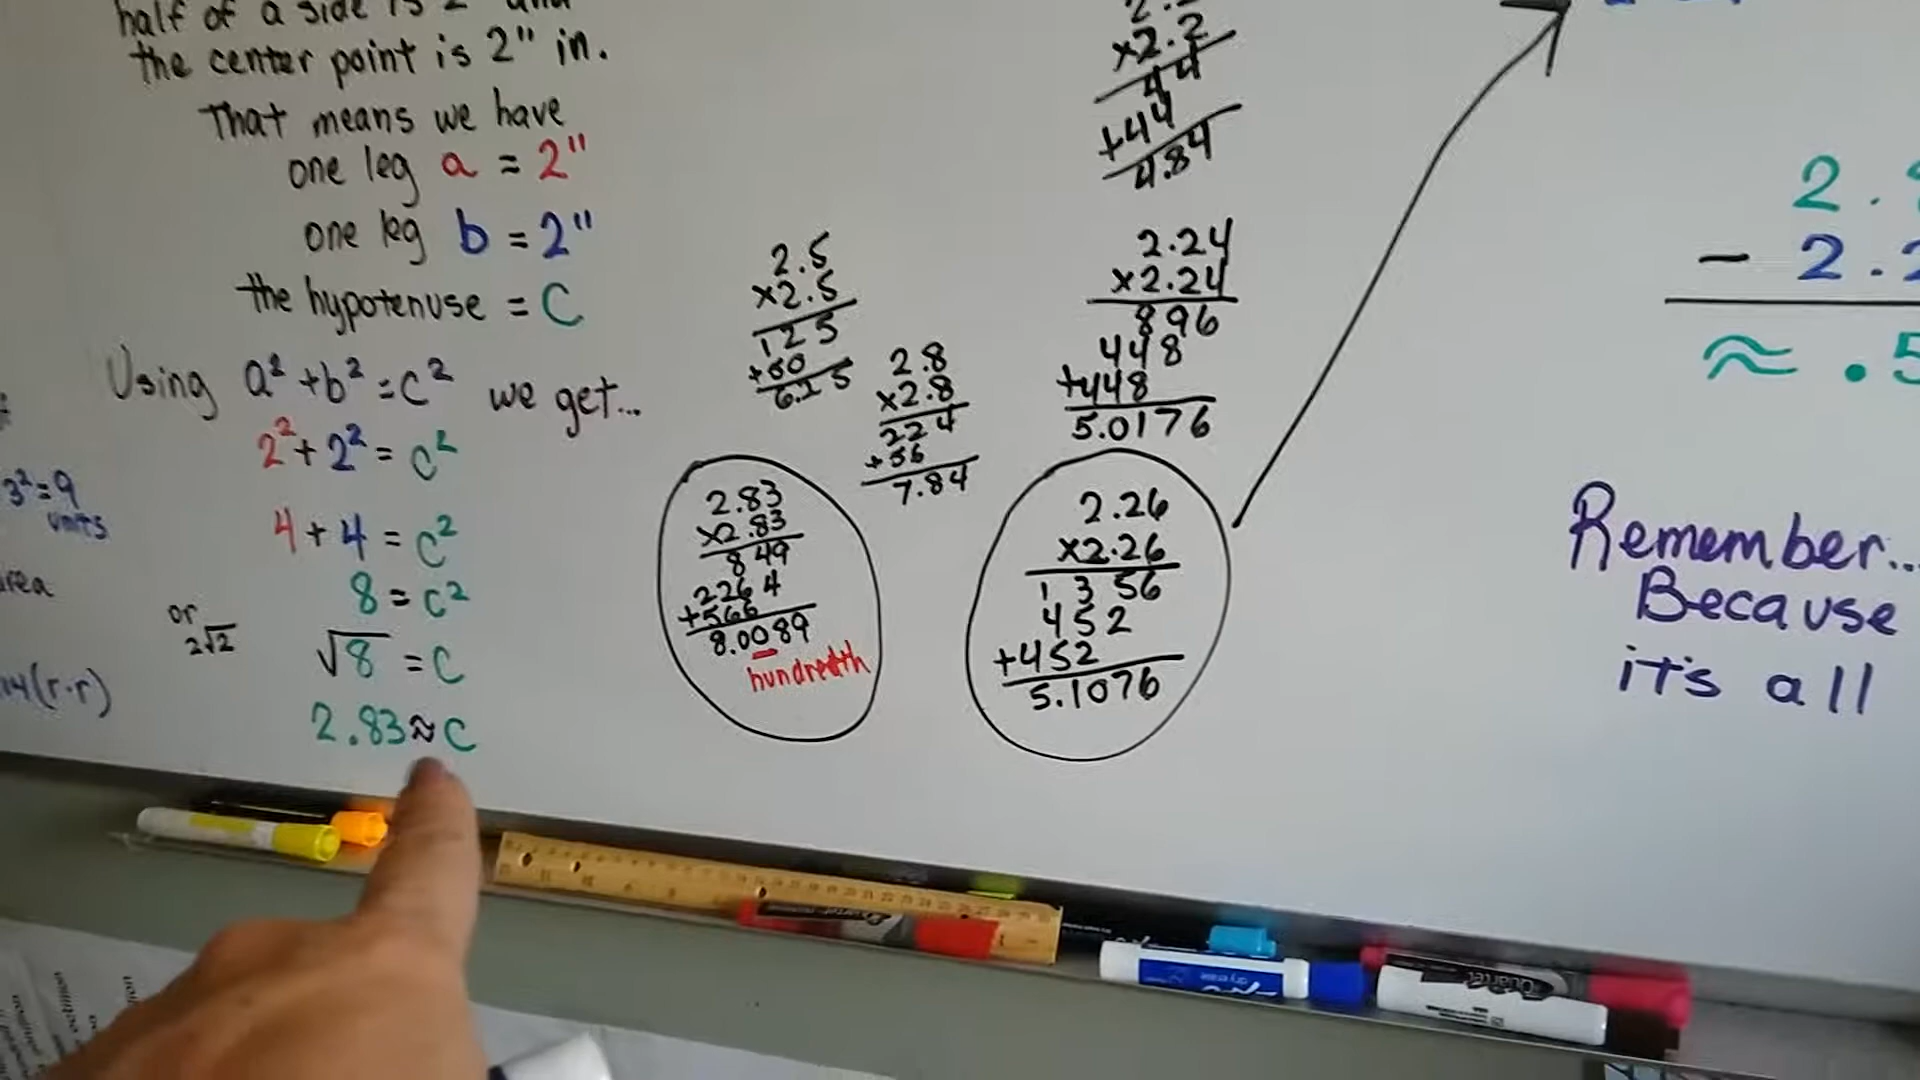 half of a side is 2" and
the center point is 2" in.
That means we have
one leg a = 2"
one leg b = 2"
the hypotenuse = C
Using a² + b² = c² we get...
2² + 2² = c²
4 + 4 = c²
8 = c²
or
2√2
√8 = c
2.83 ≈ c
3² = 9
units
(r·r)
2.5
x2.5
125
+50
6.25
2.8
x2.8
224
+56
7.84
2.83
x2.83
849
2264
+566
8.0089
hundredth
x2.2
44
+44
4.84
2.24
x2.24
896
448
+448
5.0176
2.26
x2.26
1356
452
+452
5.1076
2.
- 2.2
≈ .5
Remember...
Because
it's all